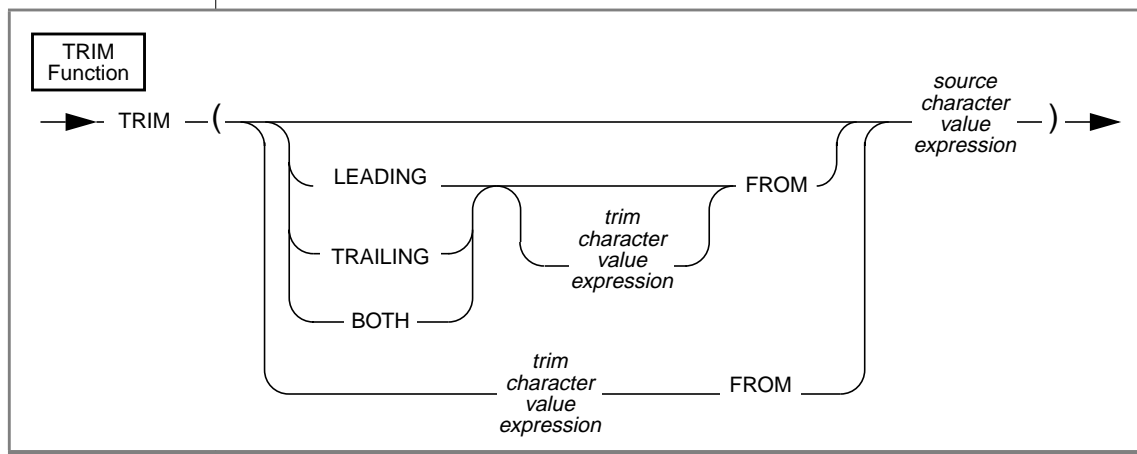 TRIM
Function
TRIM (
source
character
value
expression
)
LEADING
FROM
trim
character
value
expression
TRAILING
BOTH
trim
character
value
expression
FROM